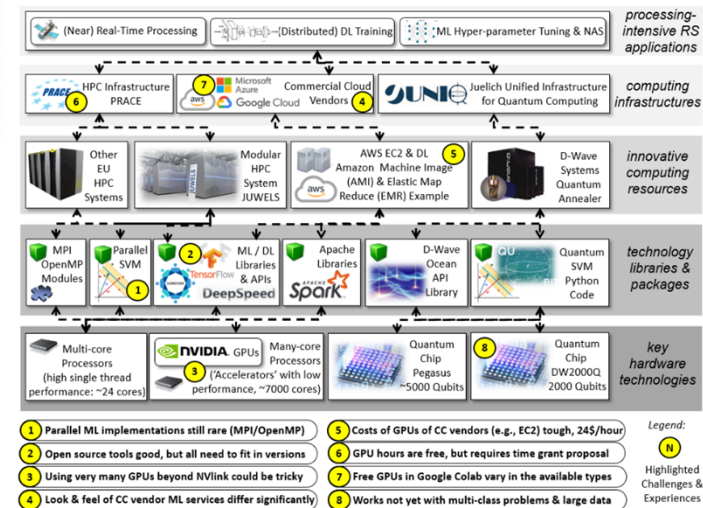 (Near) Real-Time Processing
(Distributed) DL Training
ML Hyper-parameter Tuning & NAS
processing-
intensive RS
applications
PRACE
6
HPC Infrastructure
PRACE
7
aws
Microsoft
Azure
Google Cloud
Commercial Cloud
Vendors
4
JUNIQ
Juelich Unified Infrastructure
for Quantum Computing
computing
infrastructures
Other
EU
HPC
Systems
JUWELS
Modular
HPC
System
JUWELS
aws
AWS EC2 & DL
Amazon Machine Image
(AMI) & Elastic Map
Reduce (EMR) Example
5
D-Wave
Systems
Quantum
Annealer
innovative
computing
resources
MPI
OpenMP
Modules
Parallel
SVM
1
2
TensorFlow
ML / DL
Libraries
& APIs
DeepSpeed
Apache
Libraries
APACHE
Spark
D-Wave
Ocean
API
Library
QU
Quantum
SVM
Python
Code
technology
libraries &
packages
Multi-core
Processors
(high single thread
performance: ~24 cores)
NVIDIA. GPUs
3
Many-core
Processors
('Accelerators' with low
performance, ~7000 cores)
Quantum
Chip
Pegasus
~5000 Qubits
8
Quantum
Chip
DW2000Q
2000 Qubits
key
hardware
technologies
1 Parallel ML implementations still rare (MPI/OpenMP)
2 Open source tools good, but all need to fit in versions
3 Using very many GPUs beyond NVlink could be tricky
4 Look & feel of CC vendor ML services differ significantly
5 Costs of GPUs of CC vendors (e.g., EC2) tough, 24$/hour
6 GPU hours are free, but requires time grant proposal
7 Free GPUs in Google Colab vary in the available types
8 Works not yet with multi-class problems & large data
Legend:
N
Highlighted
Challenges &
Experiences